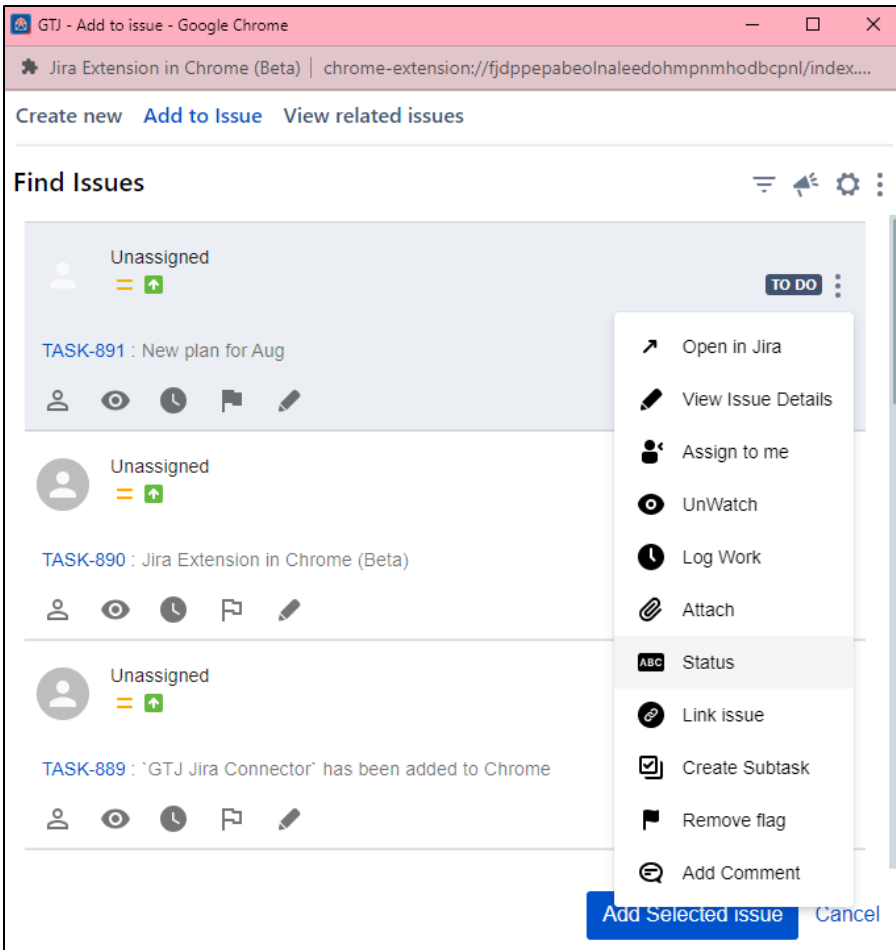 GTJ - Add to issue - Google Chrome
Jira Extension in Chrome (Beta) | chrome-extension://fjdppepabeolnaleedohmpnmhodbcpnl/index....
Create new Add to Issue View related issues
Find Issues
Unassigned
TO DO
TASK-891 : New plan for Aug
Unassigned
TASK-890 : Jira Extension in Chrome (Beta)
Unassigned
TASK-889 : `GTJ Jira Connector` has been added to Chrome
Open in Jira
View Issue Details
Assign to me
UnWatch
Log Work
Attach
ABC Status
Link issue
Create Subtask
Remove flag
Add Comment
Add Selected issue Cancel